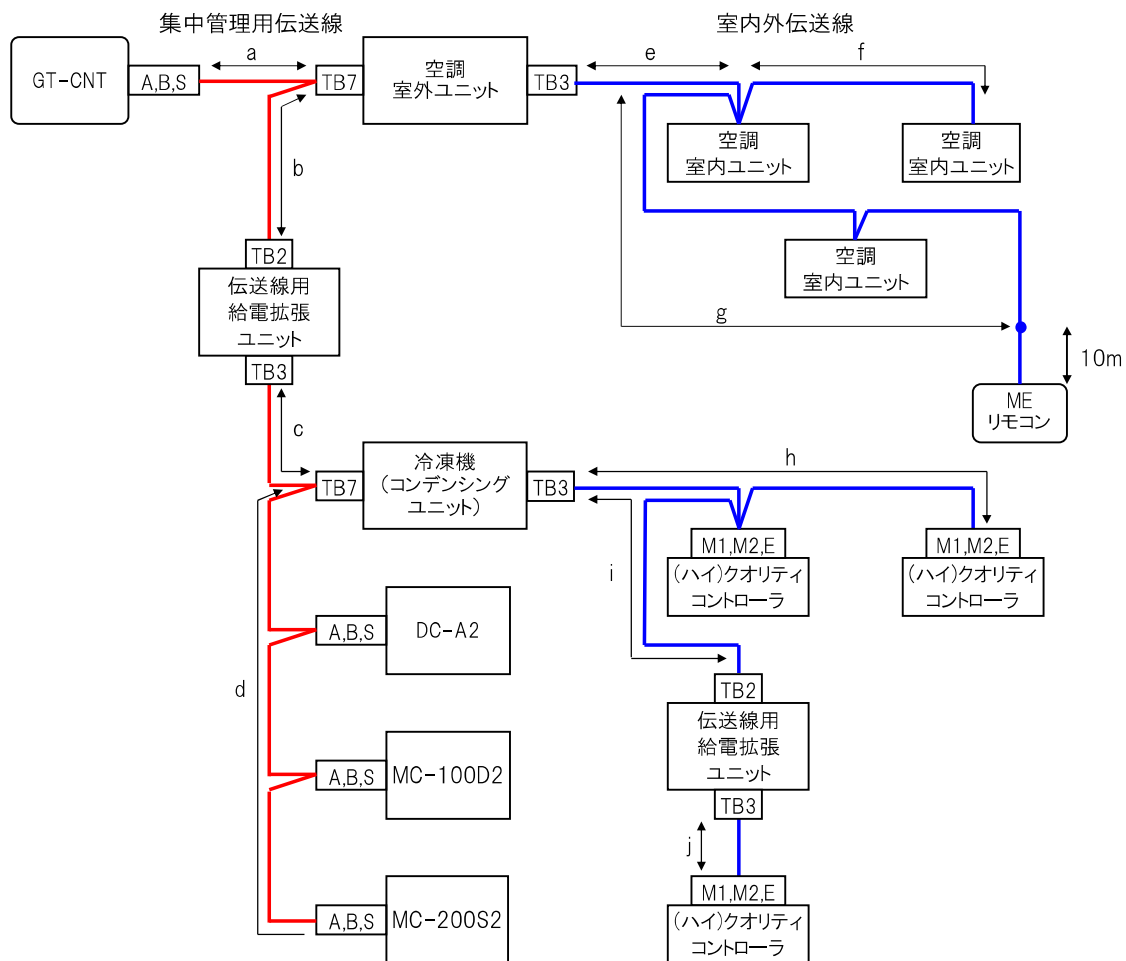 集中管理用伝送線
室内外伝送線
GT-CNT
A,B,S
a
TB7
空調
室外ユニット
TB3
e
f
空調
室内ユニット
空調
室内ユニット
b
空調
室内ユニット
g
10m
ME
リモコン
TB2
伝送線用
給電拡張
ユニット
TB3
c
TB7
冷凍機
(コンデンシング
ユニット)
TB3
h
M1,M2,E
(ハイ)クオリティ
コントローラ
M1,M2,E
(ハイ)クオリティ
コントローラ
i
d
A,B,S
DC-A2
A,B,S
MC-100D2
A,B,S
MC-200S2
TB2
伝送線用
給電拡張
ユニット
TB3
j
M1,M2,E
(ハイ)クオリティ
コントローラ